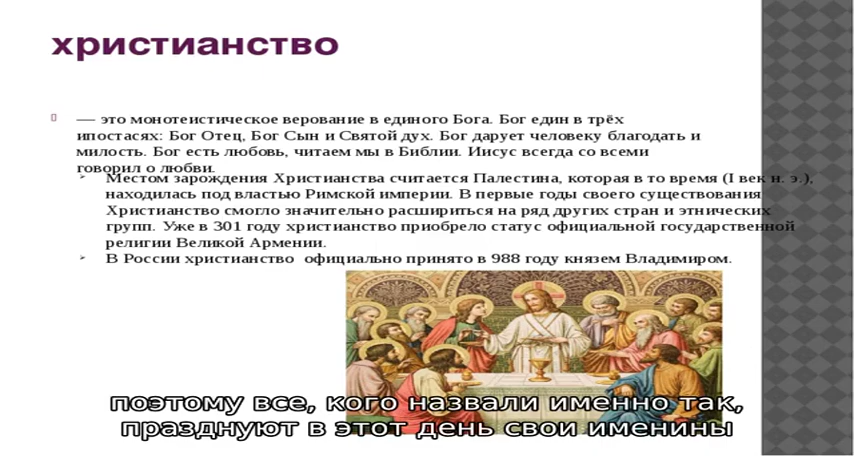 христианство
— это монотеистическое верование в единого Бога. Бог един в трёх
ипостасях: Бог Отец, Бог Сын и Святой дух. Бог дарует человеку благодать и
милость. Бог есть любовь, читаем мы в Библии. Иисус всегда со всеми
говорил о любви.
Местом зарождения Христианства считается Палестина, которая в то время (I век н. э.),
находилась под властью Римской империи. В первые годы своего существования
Христианство смогло значительно расшириться на ряд других стран и этнических
групп. Уже в 301 году христианство приобрело статус официальной государственной
религии Великой Армении.
В России христианство официально принято в 988 году князем Владимиром.
поэтому все, кого назвали именно так,
празднуют в этот день свои именины